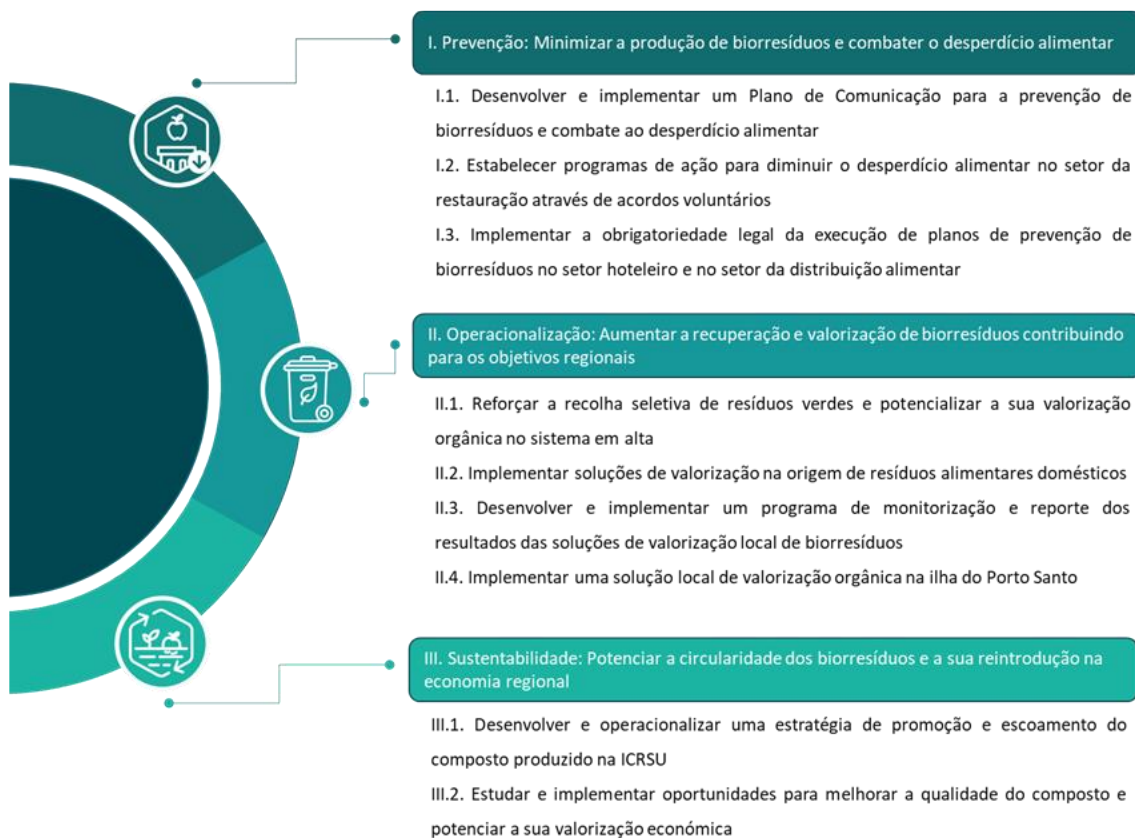 I. Prevenção: Minimizar a produção de biorresíduos e combater o desperdício alimentar
I.1. Desenvolver e implementar um Plano de Comunicação para a prevenção de
biorresíduos e combate ao desperdício alimentar
I.2. Estabelecer programas de ação para diminuir o desperdício alimentar no setor da
restauração através de acordos voluntários
I.3. Implementar a obrigatoriedade legal da execução de planos de prevenção de
biorresíduos no setor hoteleiro e no setor da distribuição alimentar
II. Operacionalização: Aumentar a recuperação e valorização de biorresíduos contribuindo
para os objetivos regionais
II.1. Reforçar a recolha seletiva de resíduos verdes e potencializar a sua valorização
orgânica no sistema em alta
II.2. Implementar soluções de valorização na origem de resíduos alimentares domésticos
II.3. Desenvolver e implementar um programa de monitorização e reporte dos
resultados das soluções de valorização local de biorresíduos
II.4. Implementar uma solução local de valorização orgânica na ilha do Porto Santo
III. Sustentabilidade: Potenciar a circularidade dos biorresíduos e a sua reintrodução na
economia regional
III.1. Desenvolver e operacionalizar uma estratégia de promoção e escoamento do
composto produzido na ICRSU
III.2. Estudar e implementar oportunidades para melhorar a qualidade do composto e
potenciar a sua valorização económica